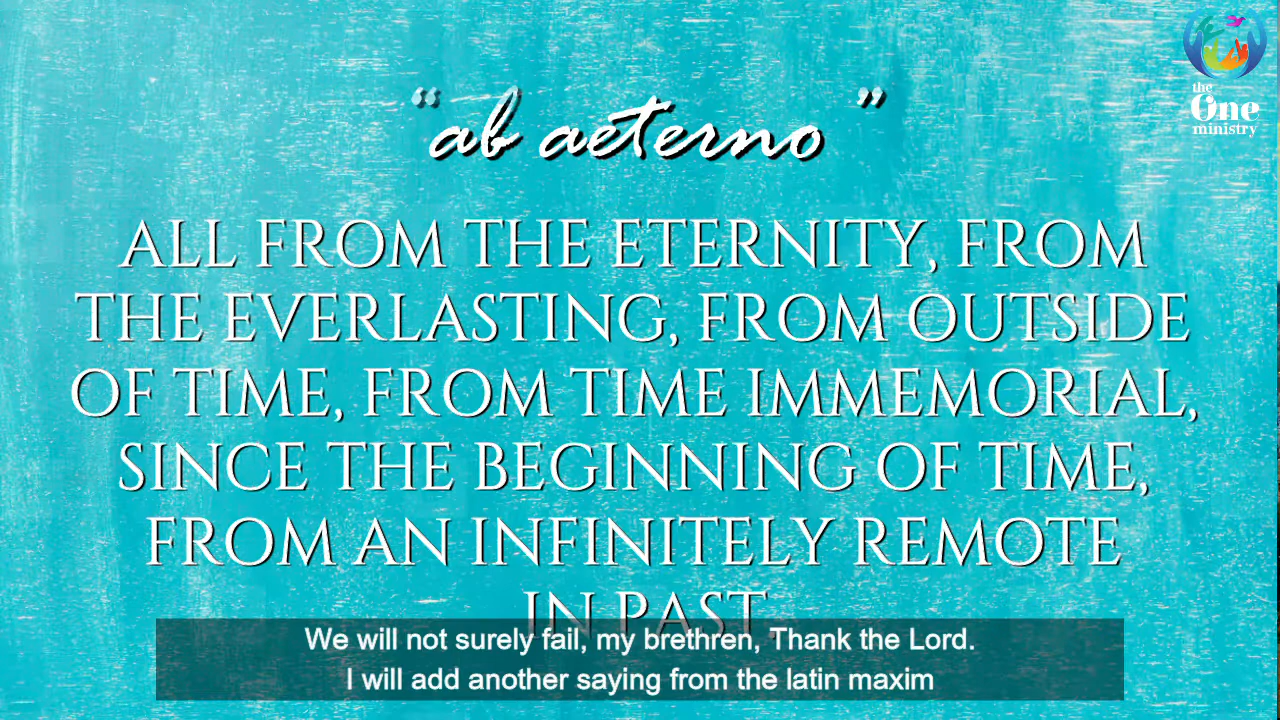 the
One
ministry
“ab aeterno ”
ALL FROM THE ETERNITY, FROM
THE EVERLASTING, FROM OUTSIDE
OF TIME, FROM TIME IMMEMORIAL,
SINCE THE BEGINNING OF TIME,
FROM AN INFINITELY REMOTE
IN PAST,
We will not surely fail, my brethren, Thank the Lord.
I will add another saying from the latin maxim